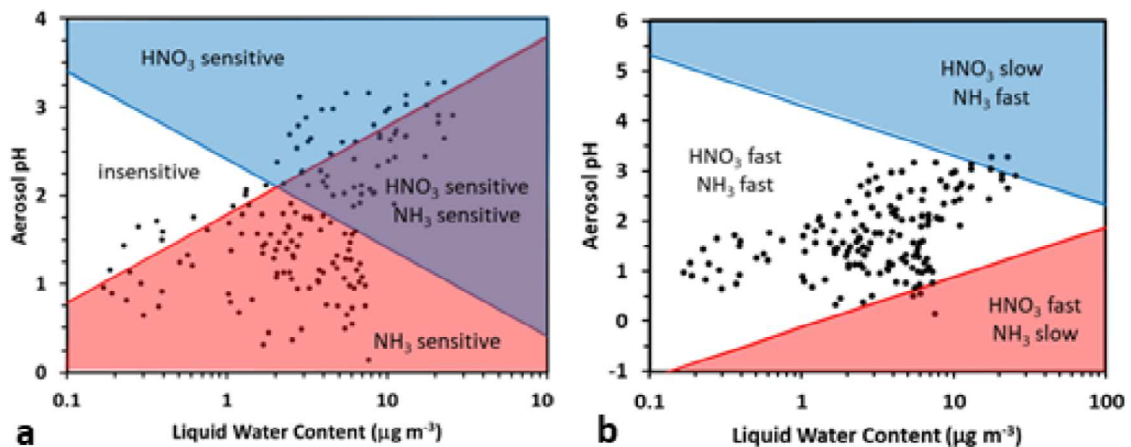 4
3
2
1
0
Aerosol pH
HNO₃ sensitive
insensitive
HNO₃ sensitive
NH₃ sensitive
NH₃ sensitive
0.1 1 10 10
a
Liquid Water Content (µg m⁻³)
6
5
4
3
2
1
0
-1
Aerosol pH
HNO₃ slow
NH₃ fast
HNO₃ fast
NH₃ fast
HNO₃ fast
NH₃ slow
0.1 1 10 100
b
Liquid Water Content (µg m⁻³)